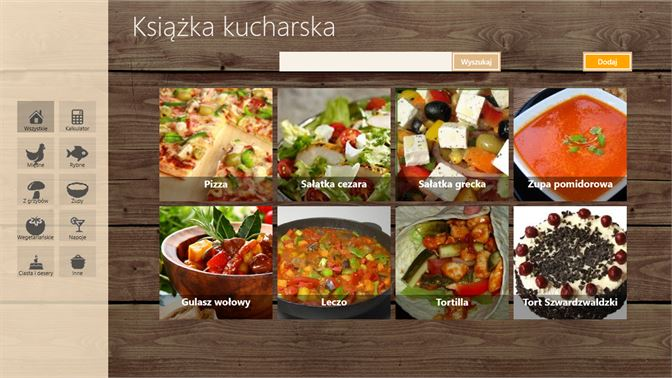 Książka kucharska
Wyszukaj
Dodaj
Wszystkie
Kalkulator
Mięsne
Rybne
Z grzybów
Zupy
Wegetariańskie
Napoje
Ciasta i desery
Inne
Pizza
Sałatka cezara
Sałatka grecka
Zupa pomidorowa
Gulasz wołowy
Leczo
Tortilla
Tort Szwardzwaldzki